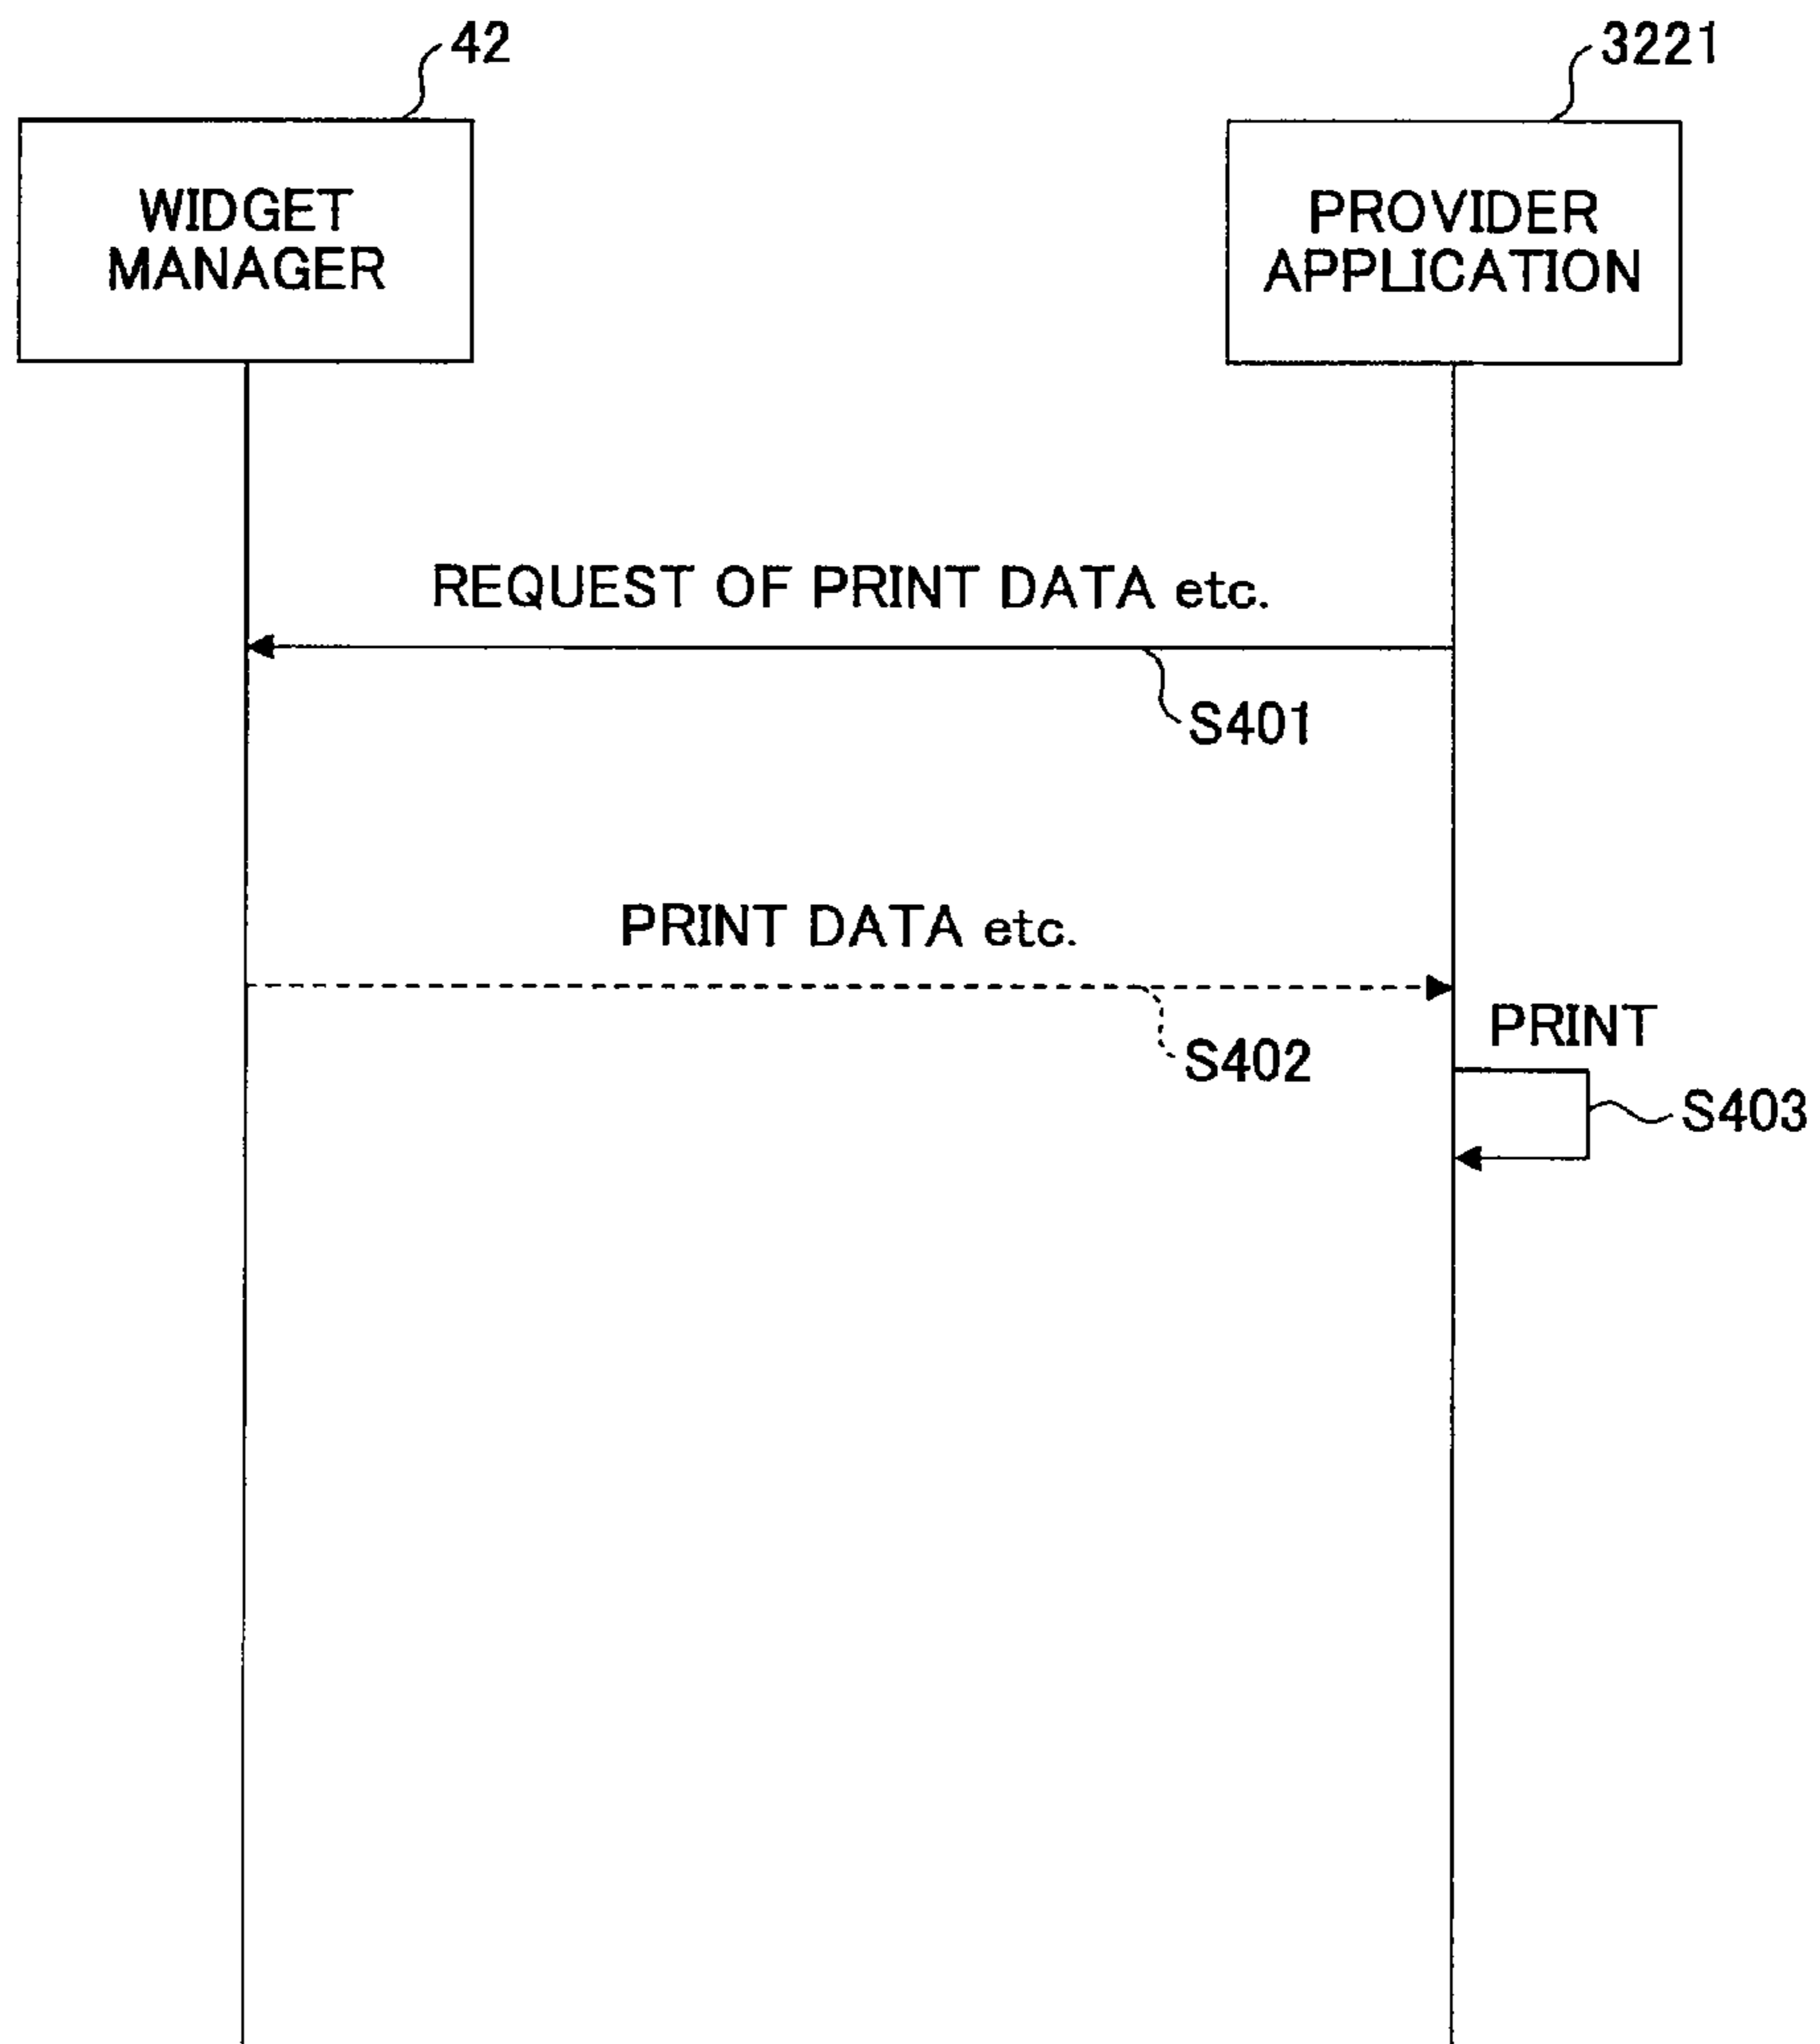 42
3221
WIDGET
MANAGER
PROVIDER
APPLICATION
REQUEST OF PRINT DATA etc.
S401
PRINT DATA etc.
S402
PRINT
S403